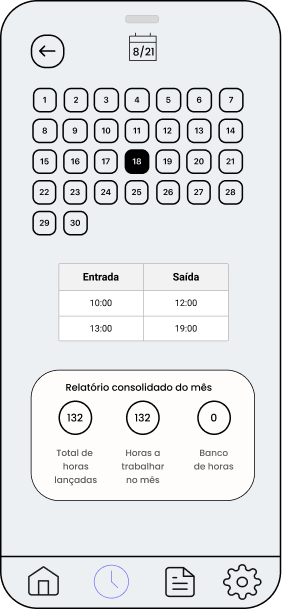 8/21
1 2 3 4 5 6 7
8 9 10 11 12 13 14
15 16 17 18 19 20 21
22 23 24 25 26 27 28
29 30
Entrada Saída
10:00 12:00
13:00 19:00
Relatório consolidado do mês
132 132 0
Total de horas lançadas
Horas a trabalhar no mês
Banco de horas